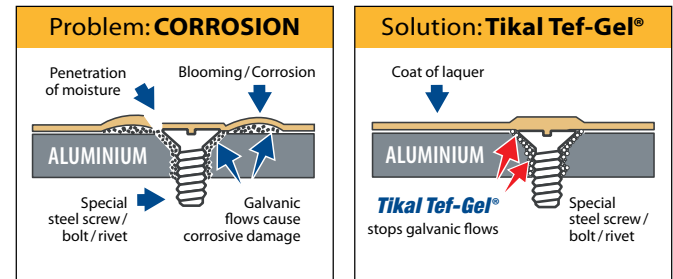 Problem: CORROSION
Penetration
of moisture
Blooming/Corrosion
ALUMINIUM
Special
steel screw/
bolt/rivet
Galvanic
flows cause
corrosive damage
Solution: Tikal Tef-Gel®
Coat of laquer
ALUMINIUM
Tikal Tef-Gel®
stops galvanic flows
Special
steel screw/
bolt/rivet